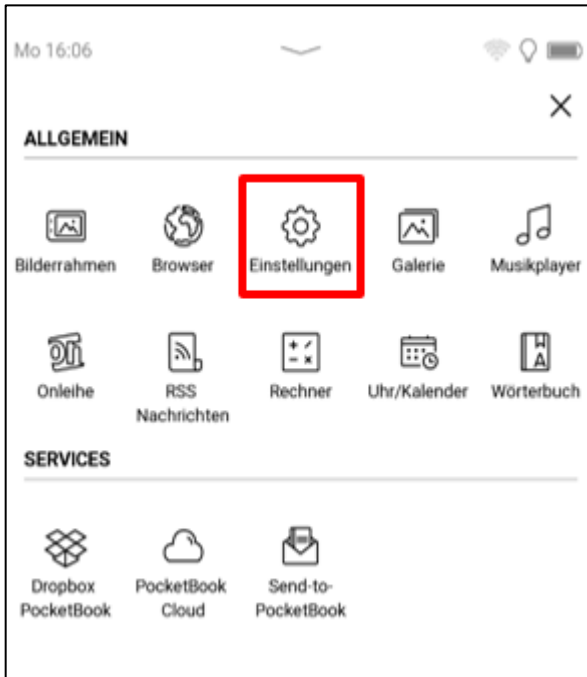 Mo 16:06
ALLGEMEIN
Bilderrahmen Browser Einstellungen Galerie Musikplayer
Onleihe RSS Rechner Uhr/Kalender Wörterbuch
Nachrichten
SERVICES
Dropbox PocketBook Send-to-
PocketBook Cloud PocketBook